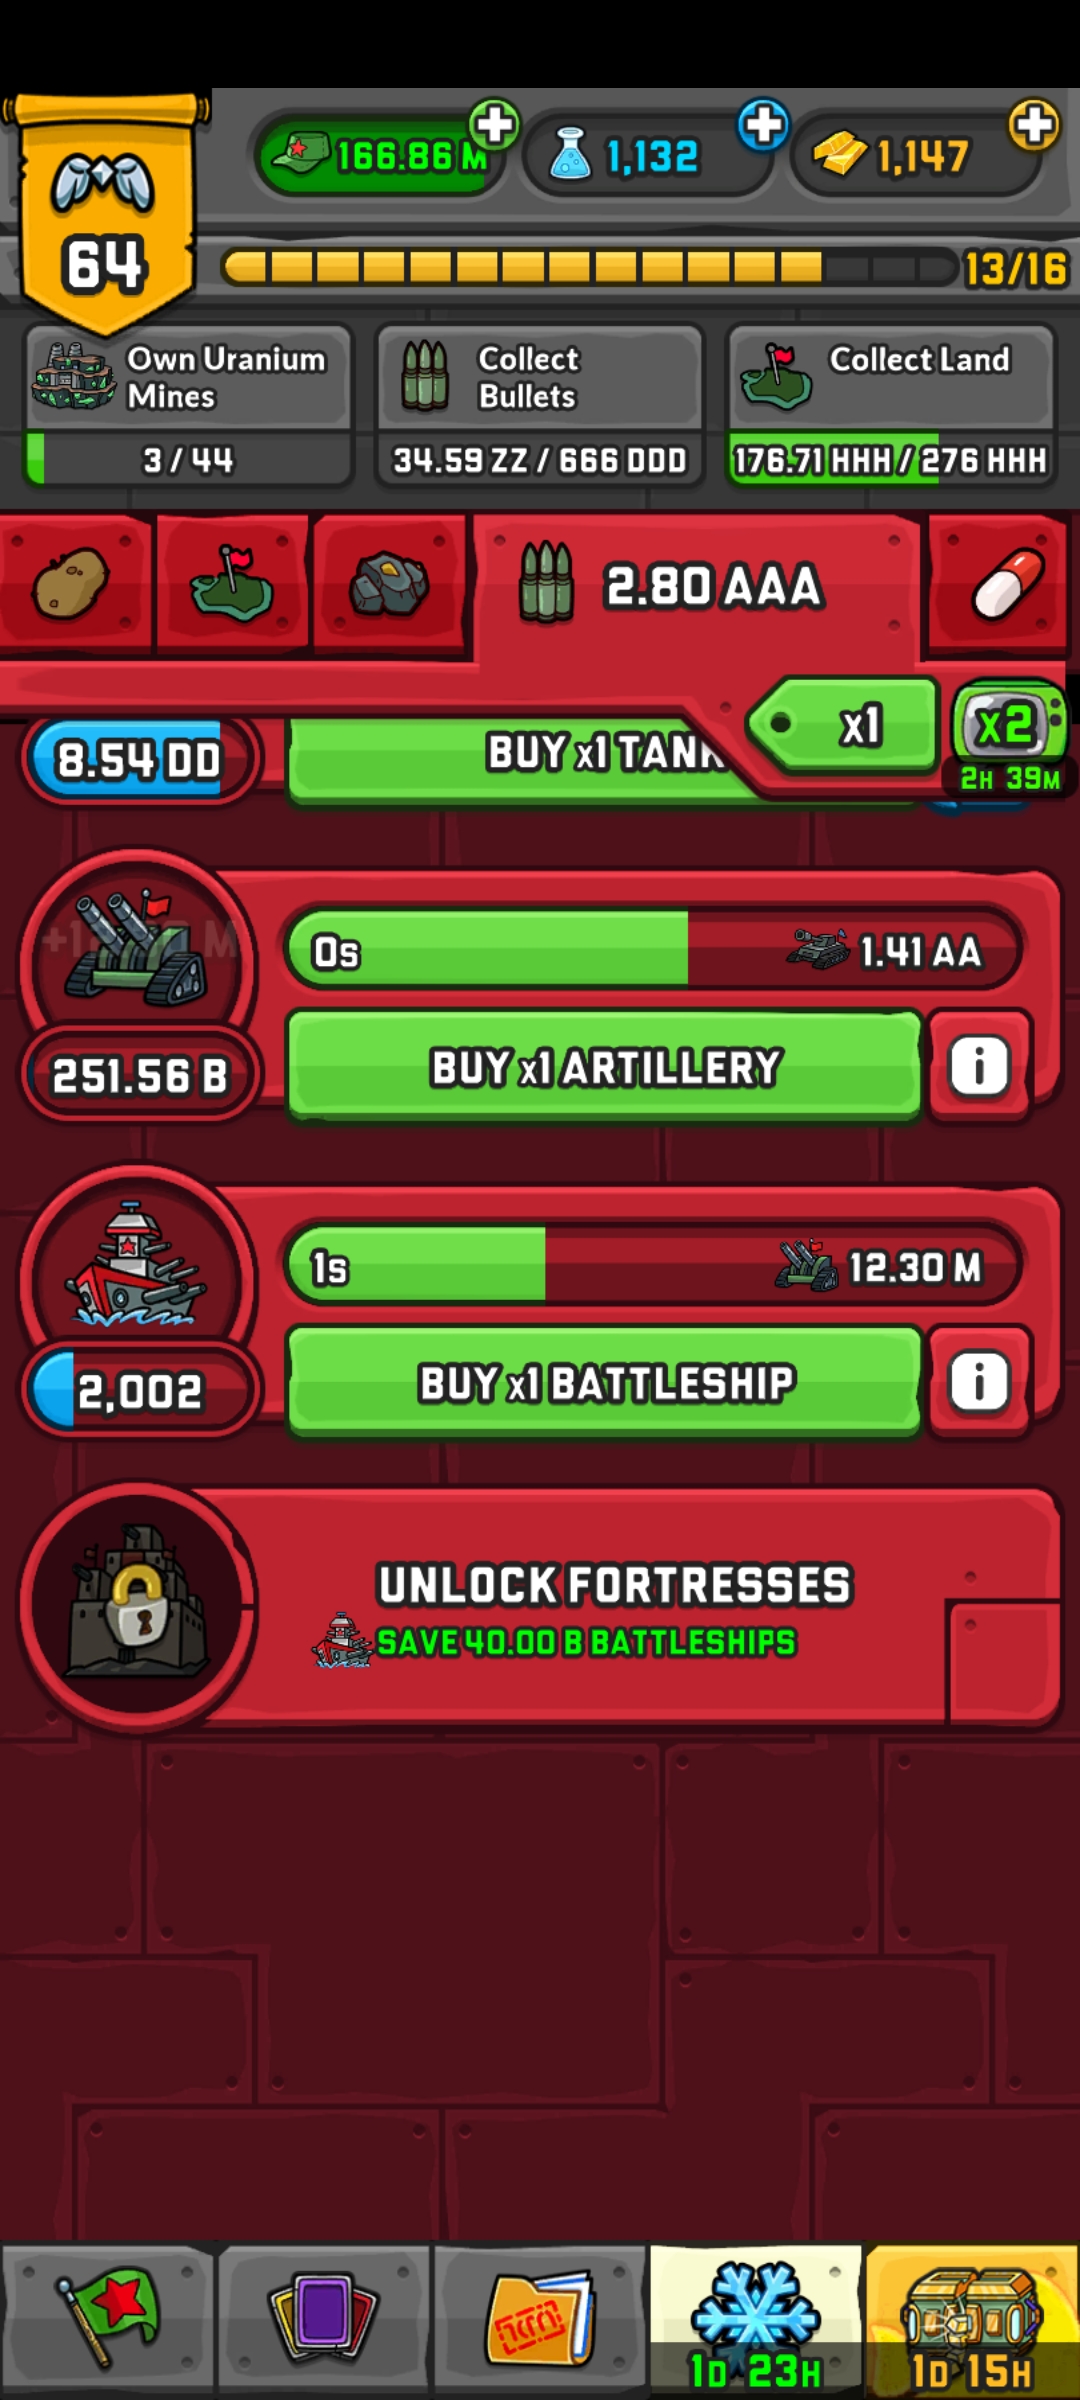 166.86 M
1,132
1,147
64
13/16
Own Uranium
Mines
3 / 44
Collect
Bullets
34.59 ZZ / 666 DDD
Collect Land
176.71 HHH / 276 HHH
2.80 AAA
x1
x2
2H 39M
8.54 DD
BUY x1 TANK
0s
1.41 AA
251.56 B
BUY x1 ARTILLERY
i
1s
12.30 M
2,002
BUY x1 BATTLESHIP
i
UNLOCK FORTRESSES
SAVE 40.00 B BATTLESHIPS
1D 23H
1D 15H